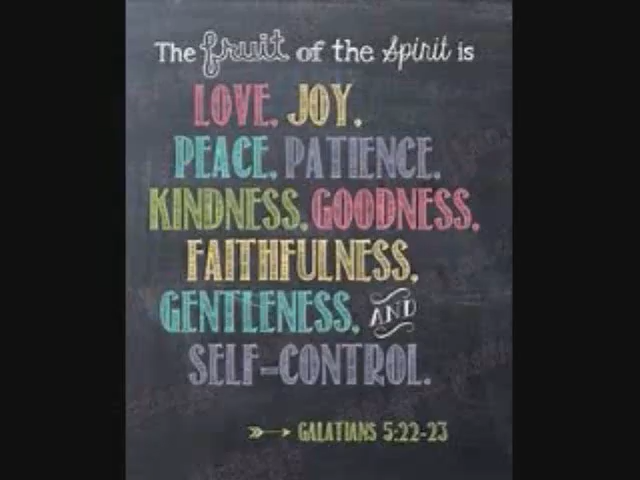 The fruit of the Spirit is
LOVE, JOY,
PEACE, PATIENCE,
KINDNESS, GOODNESS,
FAITHFULNESS,
GENTLENESS, AND
SELF-CONTROL.
GALATIANS 5:22-23